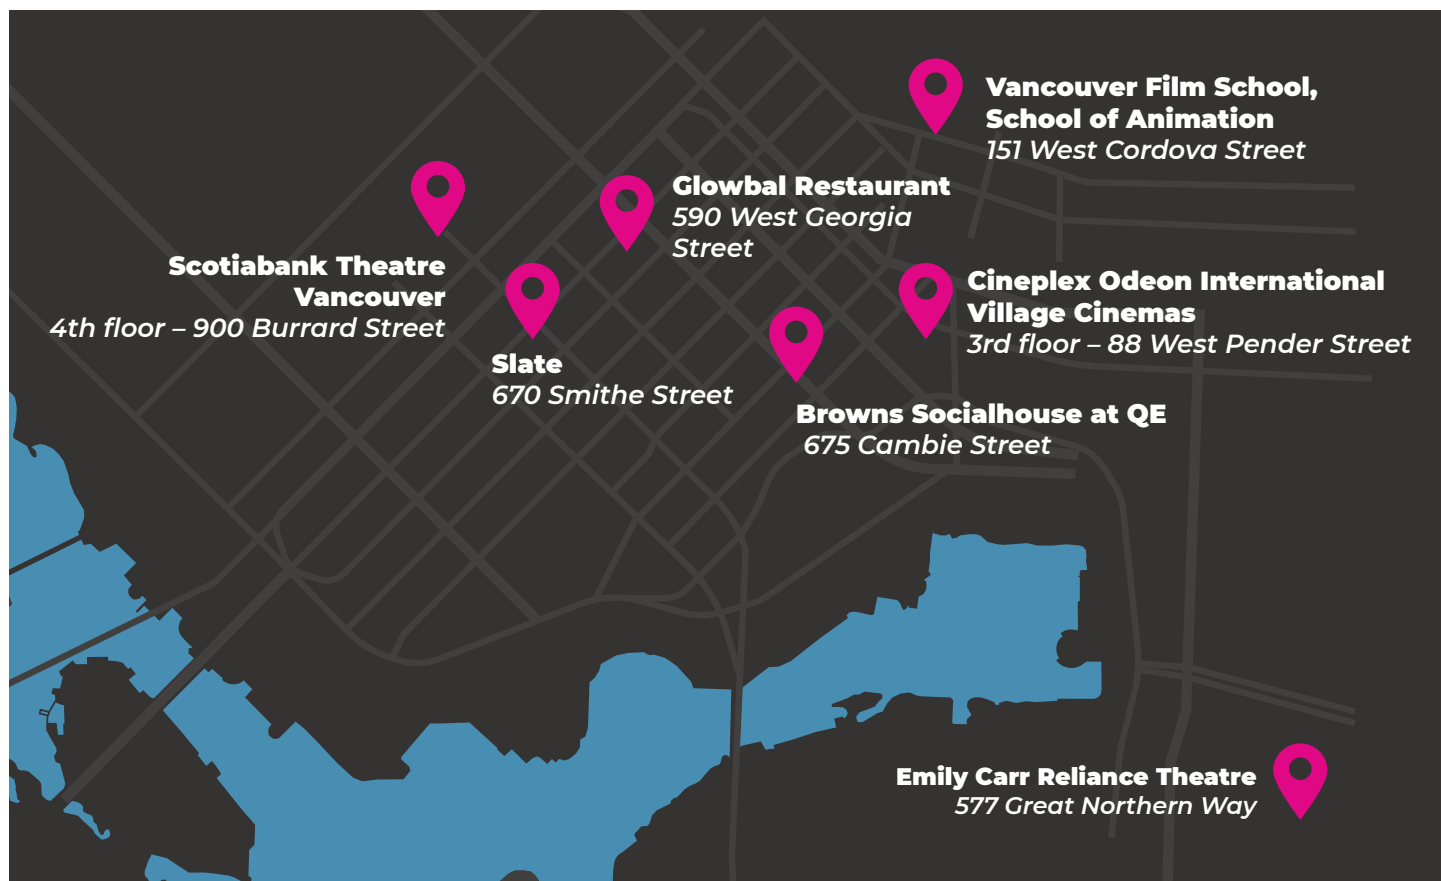 Vancouver Film School,
School of Animation
151 West Cordova Street
Glowbal Restaurant
590 West Georgia
Street
Scotiabank Theatre
Vancouver
4th floor – 900 Burrard Street
Cineplex Odeon International
Village Cinemas
3rd floor – 88 West Pender Street
Slate
670 Smithe Street
Browns Socialhouse at QE
675 Cambie Street
Emily Carr Reliance Theatre
577 Great Northern Way